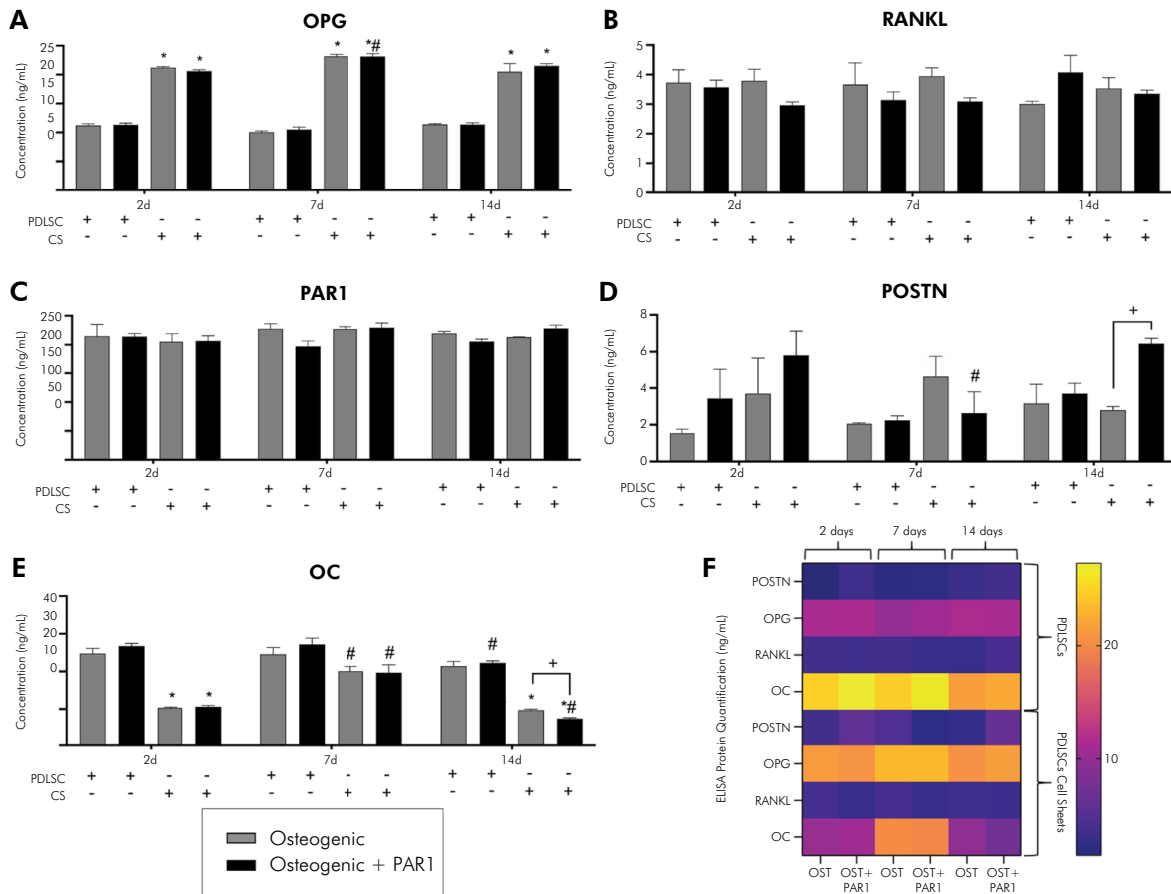 A
OPG
Concentration (ng/mL)
25
20
15
10
5
0
2d
7d
14d
PDLSC + + - - + + - - + + - -
CS - - + + - - + + - - + +
* * * *# * *
B
RANKL
Concentration (ng/mL)
6
5
4
3
2
1
0
2d
7d
14d
PDLSC + + - - + + - - + + - -
CS - - + + - - + + - - + +
C
PAR1
Concentration (ng/mL)
250
200
150
100
50
0
2d
7d
14d
PDLSC + + - - + + - - + + - -
CS - - + + - - + + - - + +
D
POSTN
Concentration (ng/mL)
8
6
4
2
0
# +
2d
7d
14d
PDLSC + + - - + + - - + + - -
CS - - + + - - + + - - + +
E
OC
Concentration (ng/mL)
40
30
20
10
0
* * # # # * + *#
2d
7d
14d
PDLSC + + - - + + - - + + - -
CS - - + + - - + + - - + +
Osteogenic
Osteogenic + PAR1
F
2 days 7 days 14 days
ELISA Protein Quantification (ng/mL)
POSTN
OPG
RANKL
OC
POSTN
OPG
RANKL
OC
PDLSCs
PDLSCs Cell Sheets
20
10
OST OST+ OST OST+ OST OST+
PAR1 PAR1 PAR1